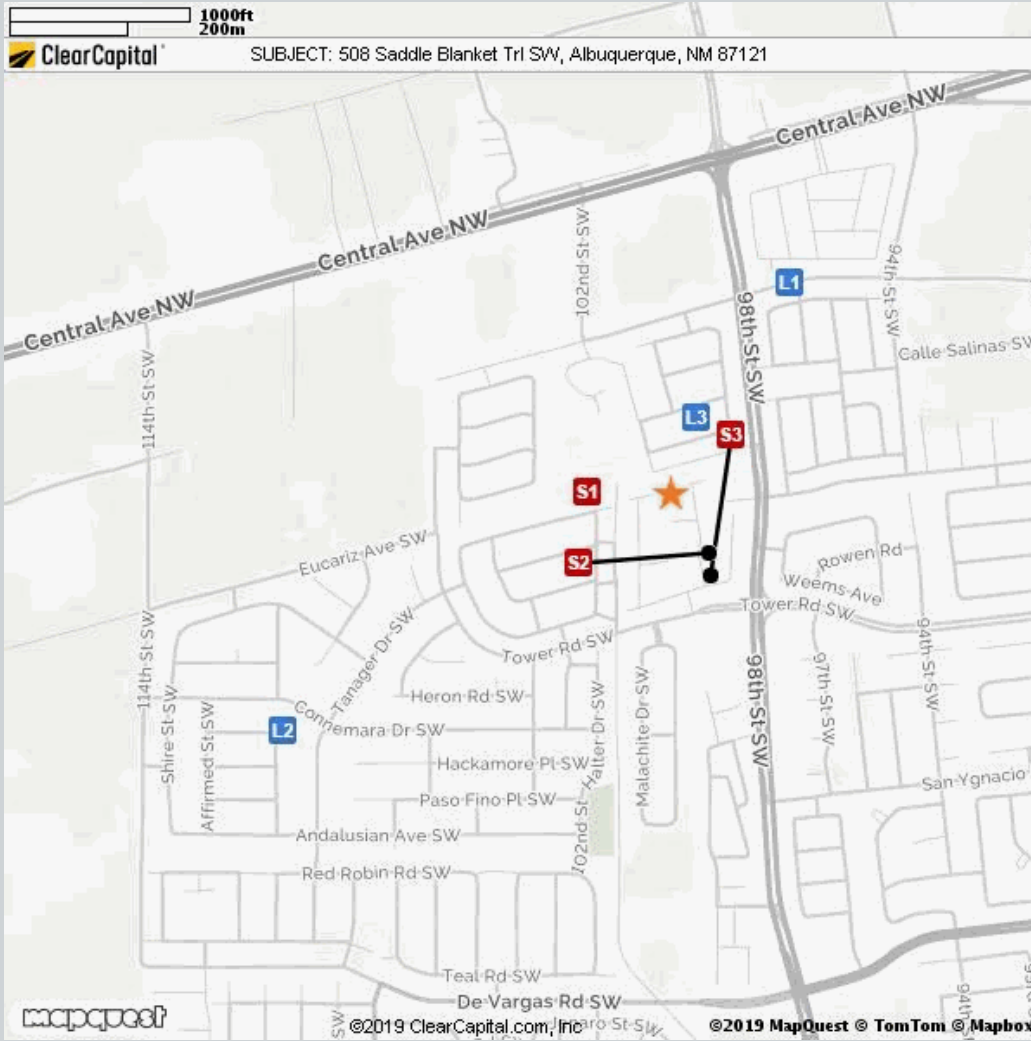 1000ft
200m
ClearCapital
SUBJECT: 508 Saddle Blanket Trl SW, Albuquerque, NM 87121
Central Ave NW
Central Ave NW
Central Ave NW
102nd St SW
94th St SW
L1
98th St SW
Calle Salinas SW
114th St SW
L3
S3
S1
Eucariz Ave SW
S2
Rowen Rd
Weems Ave
Tower Rd SW
Tower Rd SW
114th St SW
Tanager Dr SW
94th St SW
97th St SW
98th St SW
Heron Rd SW
Shire St SW
Affirmed St SW
L2
Connemara Dr SW
Halter Dr SW
Malachite Dr SW
Hackamore Pl SW
San Ygnacio
Paso Fino Pl SW
102nd St
Andalusian Ave SW
Red Robin Rd SW
Teal Rd SW
De Vargas Rd SW
94th St
SW
mapquest
©2019 ClearCapital.com, Inc
©2019 MapQuest © TomTom © Mapbox